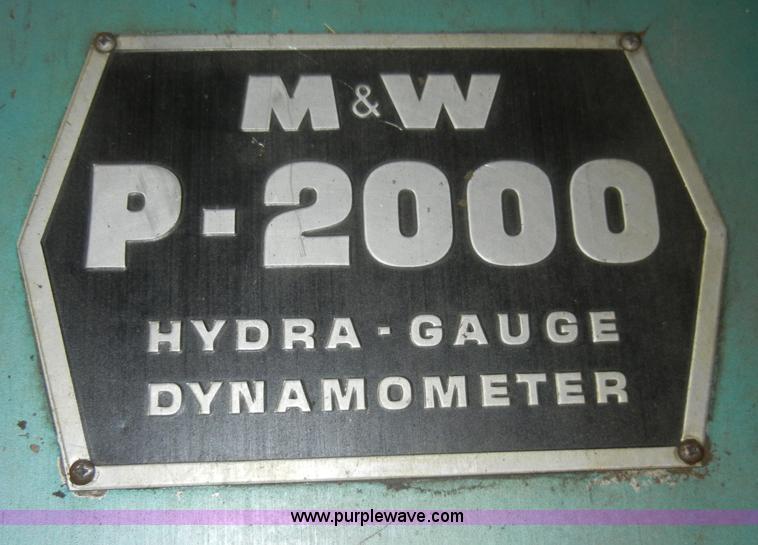 M & W
P-2000
HYDRA-GAUGE
DYNAMOMETER
www.purplewave.com